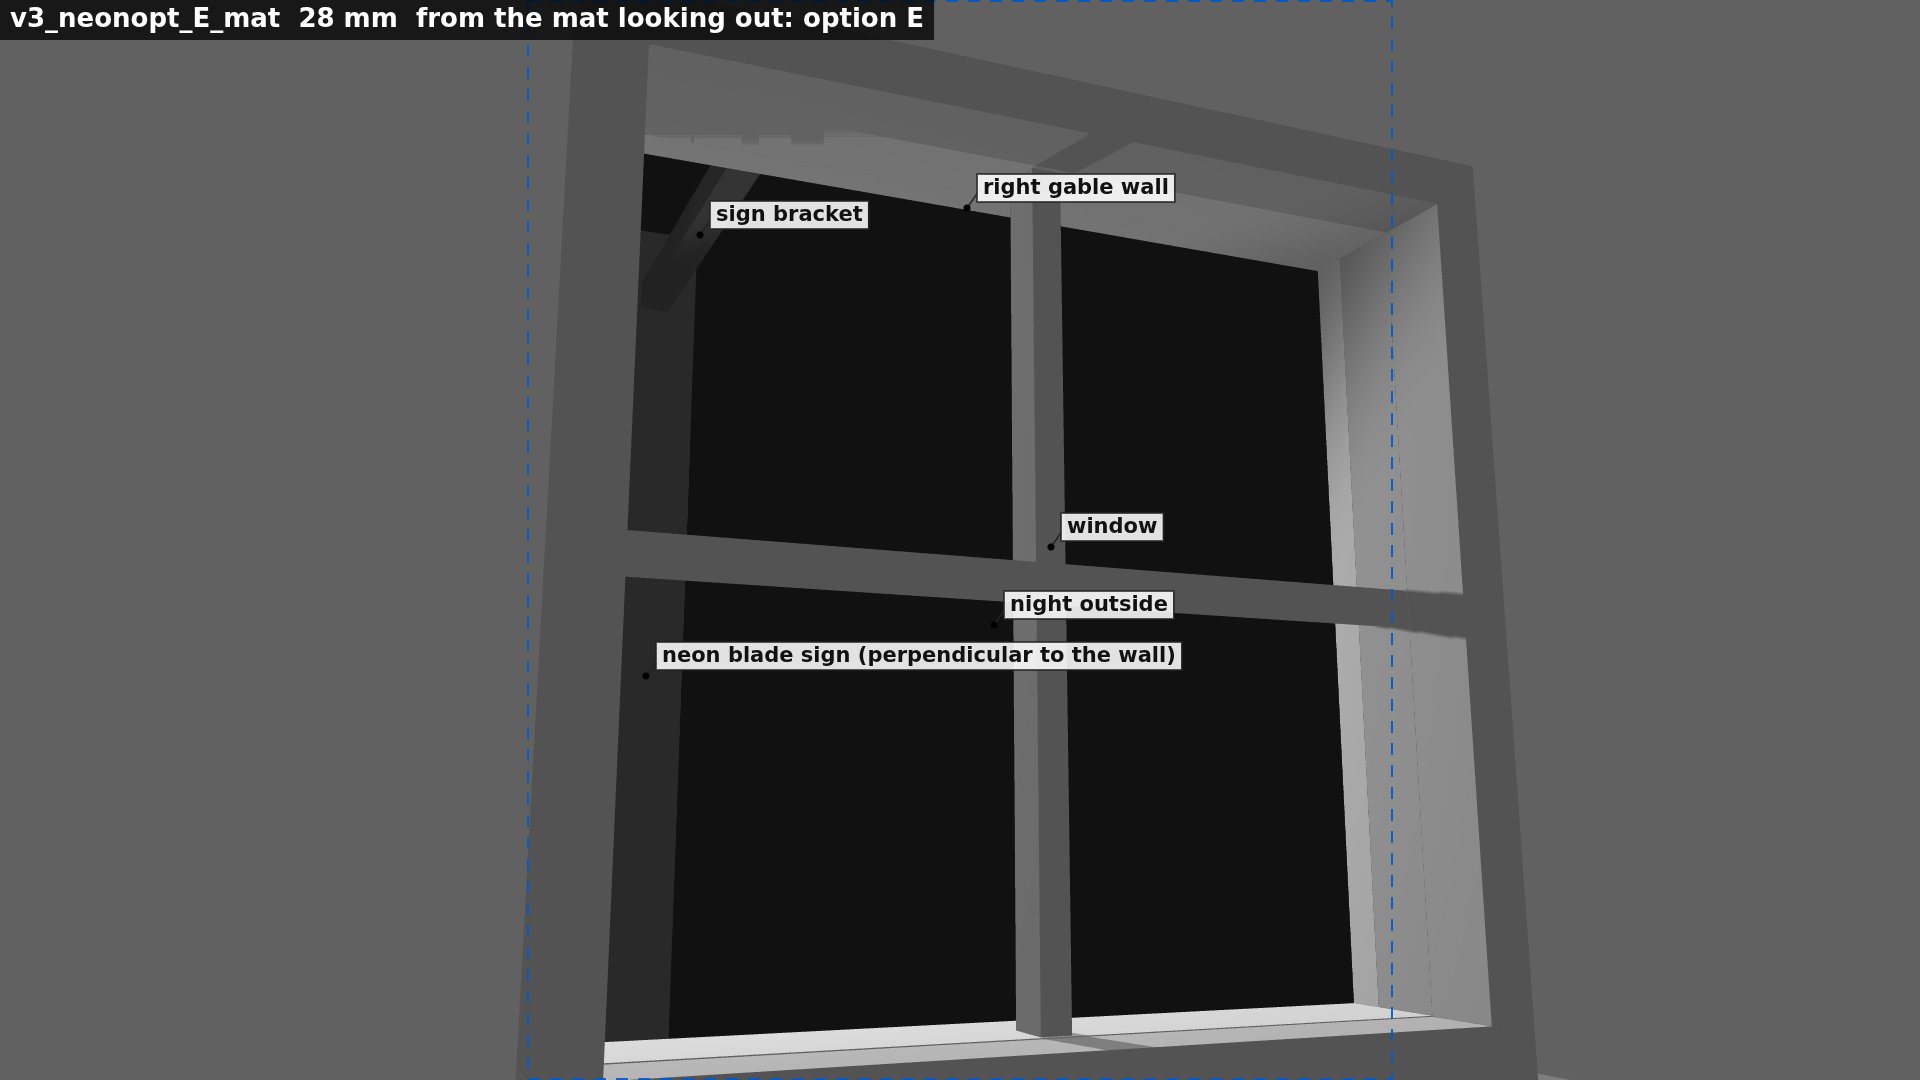 v3_neonopt_E_mat  28 mm  from the mat looking out: option E
right gable wall
sign bracket
window
night outside
neon blade sign (perpendicular to the wall)